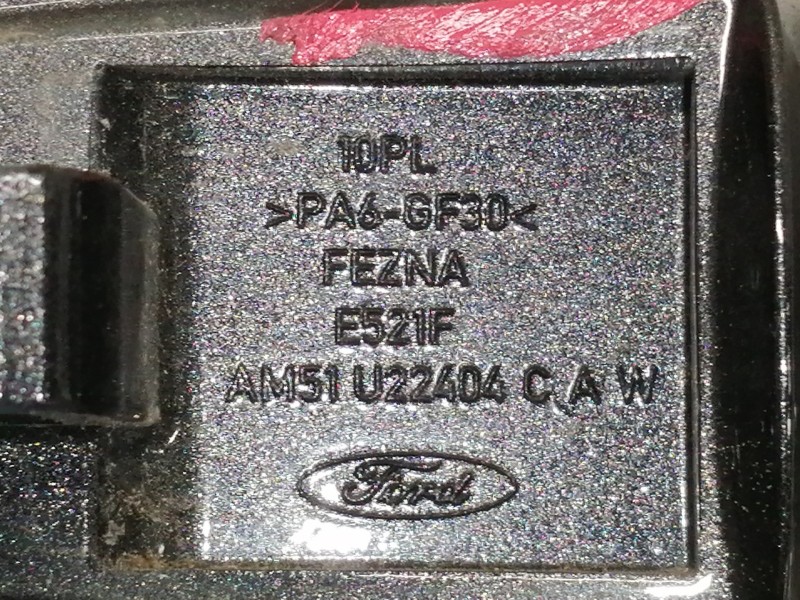 10PL
>PA6-GF30<
FEZNA
E521F
AM51 U22404 C A W
Ford